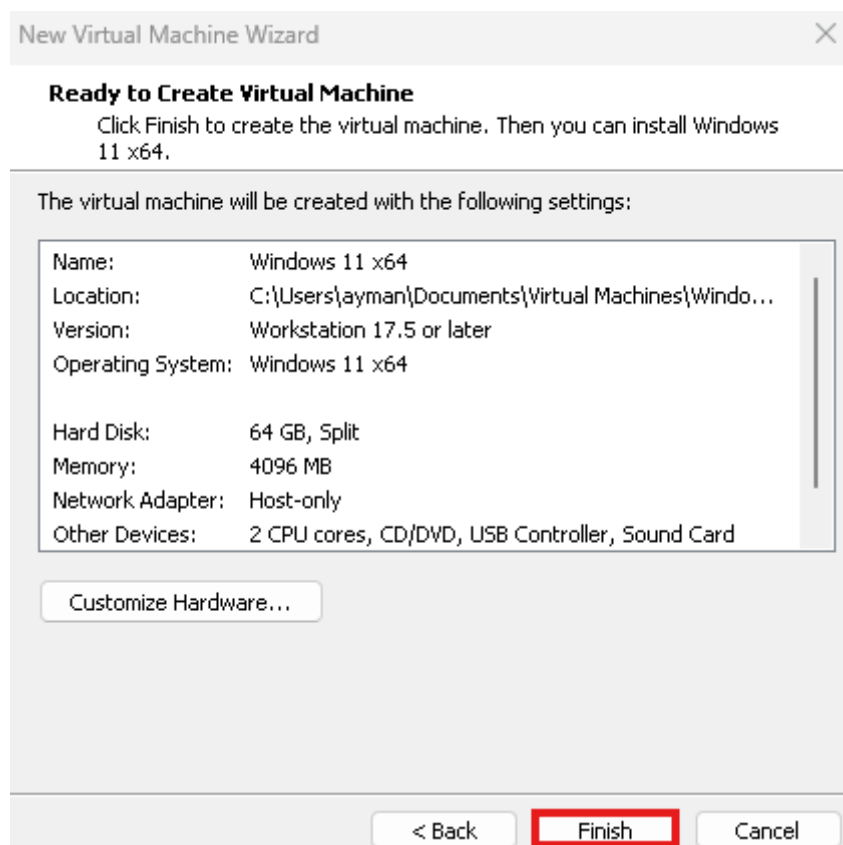 New Virtual Machine Wizard
Ready to Create Virtual Machine
Click Finish to create the virtual machine. Then you can install Windows
11 x64.
The virtual machine will be created with the following settings:
Name: Windows 11 x64
Location: C:\Users\ayman\Documents\Virtual Machines\Windo...
Version: Workstation 17.5 or later
Operating System: Windows 11 x64
Hard Disk: 64 GB, Split
Memory: 4096 MB
Network Adapter: Host-only
Other Devices: 2 CPU cores, CD/DVD, USB Controller, Sound Card
Customize Hardware...
< Back Finish Cancel